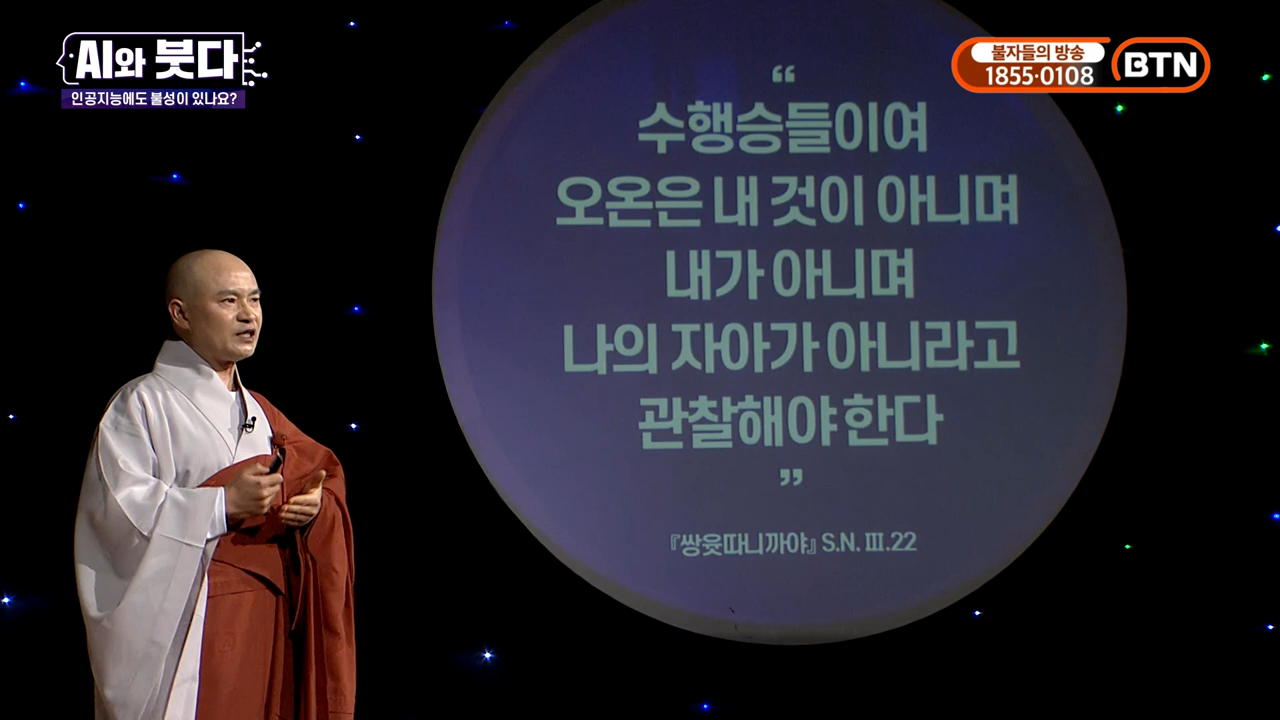 AI와 붓다
인공지능에도 불성이 있나요?
불자들의 방송
1855·0108
BTN
“
수행승들이여
오온은 내 것이 아니며
내가 아니며
나의 자아가 아니라고
관찰해야 한다
”
『쌍윳따니까야』 S.N. Ⅲ.22